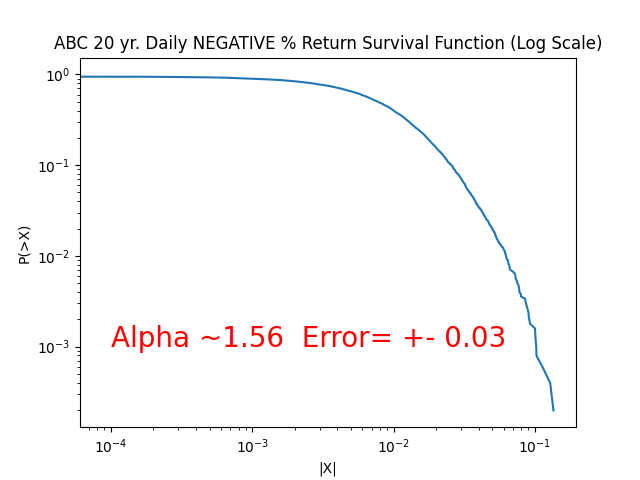 ABC 20 yr. Daily NEGATIVE % Return Survival Function (Log Scale)
10⁰
10⁻¹
10⁻²
10⁻³
P(>X)
Alpha ~1.56  Error= +- 0.03
10⁻⁴ 10⁻³ 10⁻² 10⁻¹
|X|